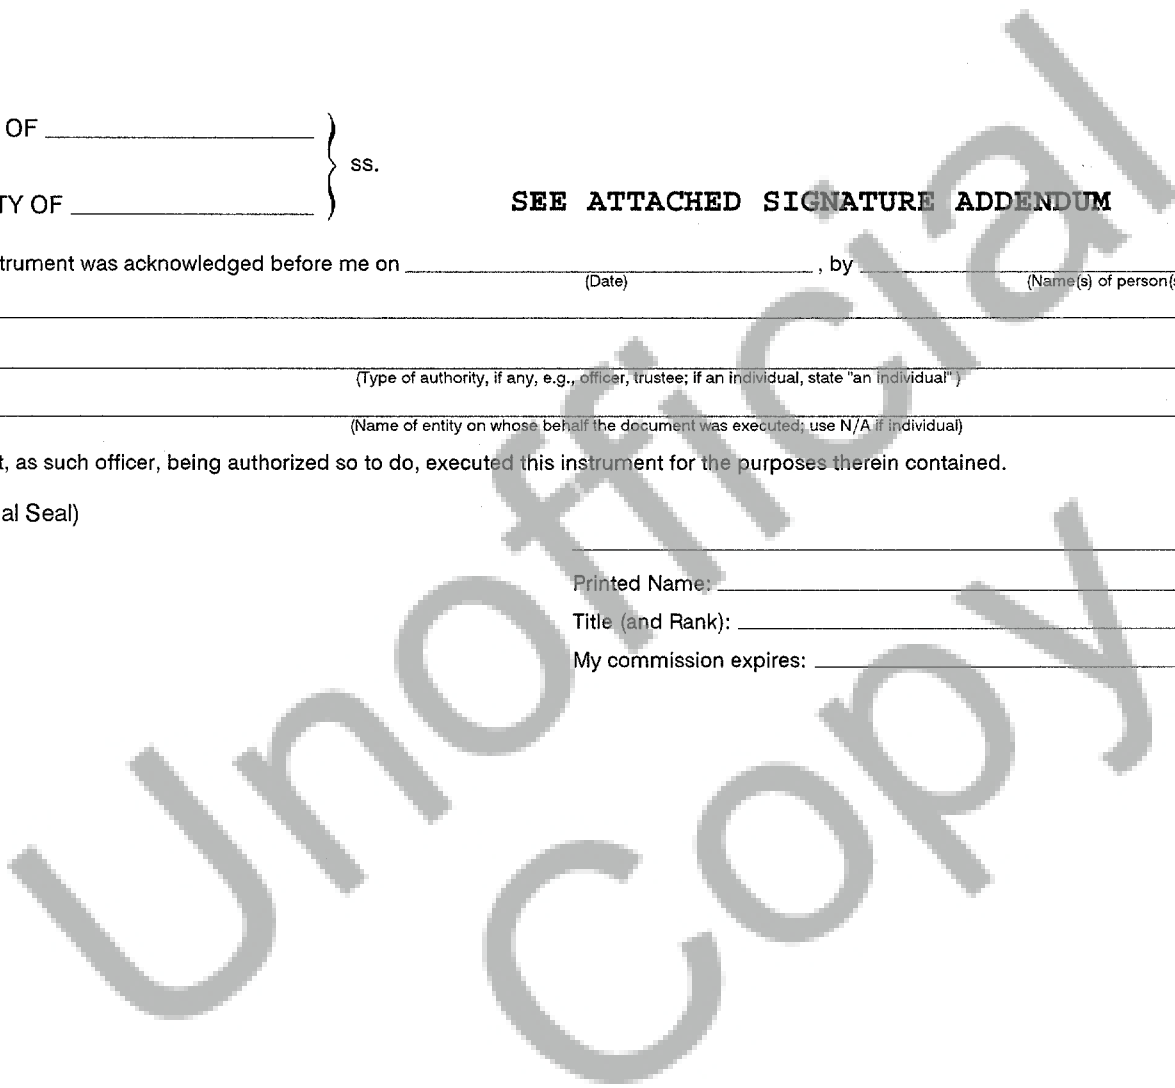 OF
ss.
TY OF
SEE ATTACHED SIGNATURE ADDENDUM
trument was acknowledged before me on , by
(Date) (Name(s) of person(s
(Type of authority, if any, e.g., officer, trustee; if an individual, state "an individual" )
(Name of entity on whose behalf the document was executed; use N/A if individual)
t, as such officer, being authorized so to do, executed this instrument for the purposes therein contained.
al Seal)
Printed Name:
Title (and Rank):
My commission expires:
Unofficial
Copy